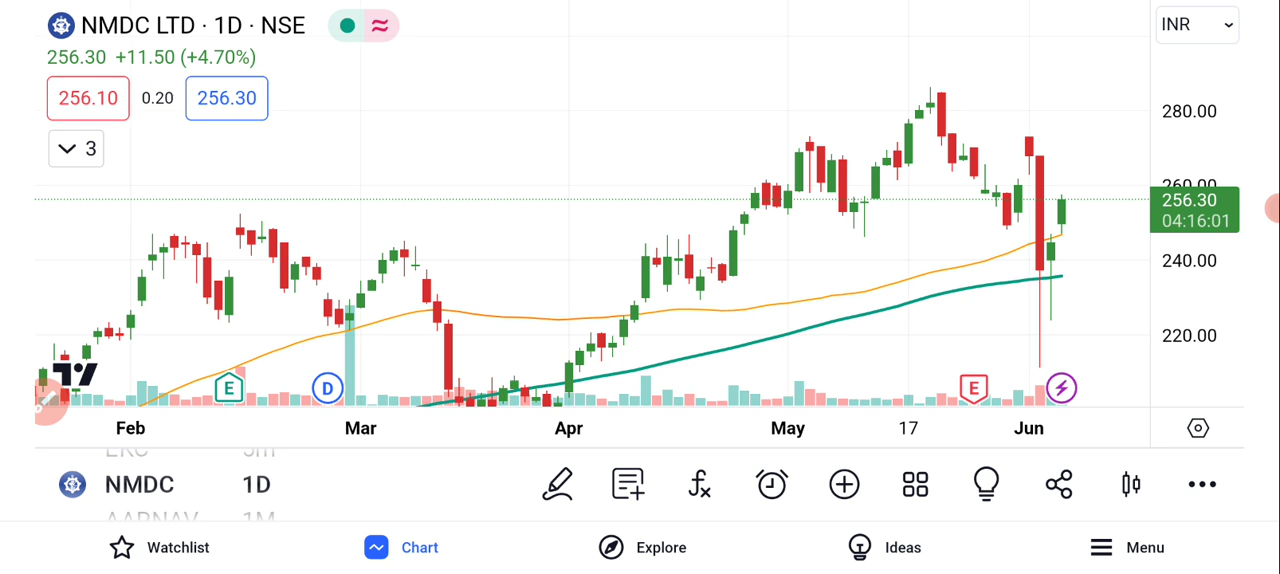 NMDC LTD · 1D · NSE
INR
256.30 +11.50 (+4.70%)
256.10 0.20 256.30
3
280.00
260.00
256.30
04:16:01
240.00
220.00
E D E
Feb Mar Apr May 17 Jun
NMDC 1D
AARNAV 1M
Watchlist Chart Explore Ideas Menu